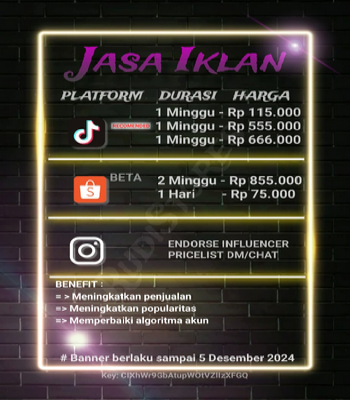 JASA IKLAN
PLATFORM DURASI HARGA
1 Minggu - Rp 115.000
RECOMENDED 1 Minggu - Rp 555.000
1 Minggu - Rp 666.000
BETA 2 Minggu - Rp 855.000
1 Hari - Rp 75.000
ENDORSE INFLUENCER
PRICELIST DM/CHAT
BENEFIT :
= > Meningkatkan penjualan
=> Meningkatkan popularitas
=> Memperbaiki algoritma akun
# Banner berlaku sampai 5 Desember 2024